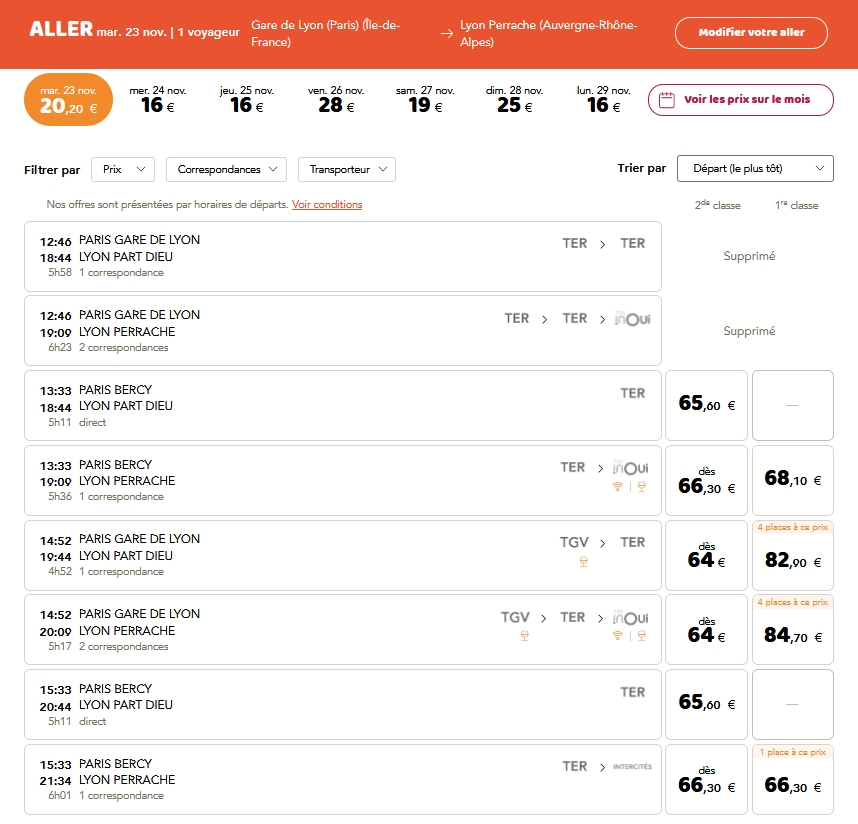 ALLER mar. 23 nov. | 1 voyageur
Gare de Lyon (Paris) (Île-de-
France)
→ Lyon Perrache (Auvergne-Rhône-
Alpes)
Modifier votre aller
mar. 23 nov.
20,20 €
mer. 24 nov.
16 €
jeu. 25 nov.
16 €
ven. 26 nov.
28 €
sam. 27 nov.
19 €
dim. 28 nov.
25 €
lun. 29 nov.
16 €
Voir les prix sur le mois
Filtrer par Prix Correspondances Transporteur
Trier par Départ (le plus tôt)
Nos offres sont présentées par horaires de départs. Voir conditions
2de classe 1re classe
12:46 PARIS GARE DE LYON
18:44 LYON PART DIEU
5h58 1 correspondance
TER > TER
Supprimé
12:46 PARIS GARE DE LYON
19:09 LYON PERRACHE
6h23 2 correspondances
TER > TER > inOui
Supprimé
13:33 PARIS BERCY
18:44 LYON PART DIEU
5h11 direct
TER
65,60 €
—
13:33 PARIS BERCY
19:09 LYON PERRACHE
5h36 1 correspondance
TER > inOui
dès
66,30 €
68,10 €
14:52 PARIS GARE DE LYON
19:44 LYON PART DIEU
4h52 1 correspondance
TGV > TER
dès
64 €
4 places à ce prix
82,90 €
14:52 PARIS GARE DE LYON
20:09 LYON PERRACHE
5h17 2 correspondances
TGV > TER > inOui
dès
64 €
4 places à ce prix
84,70 €
15:33 PARIS BERCY
20:44 LYON PART DIEU
5h11 direct
TER
65,60 €
—
15:33 PARIS BERCY
21:34 LYON PERRACHE
6h01 1 correspondance
TER > INTERCITÉS
dès
66,30 €
1 place à ce prix
66,30 €